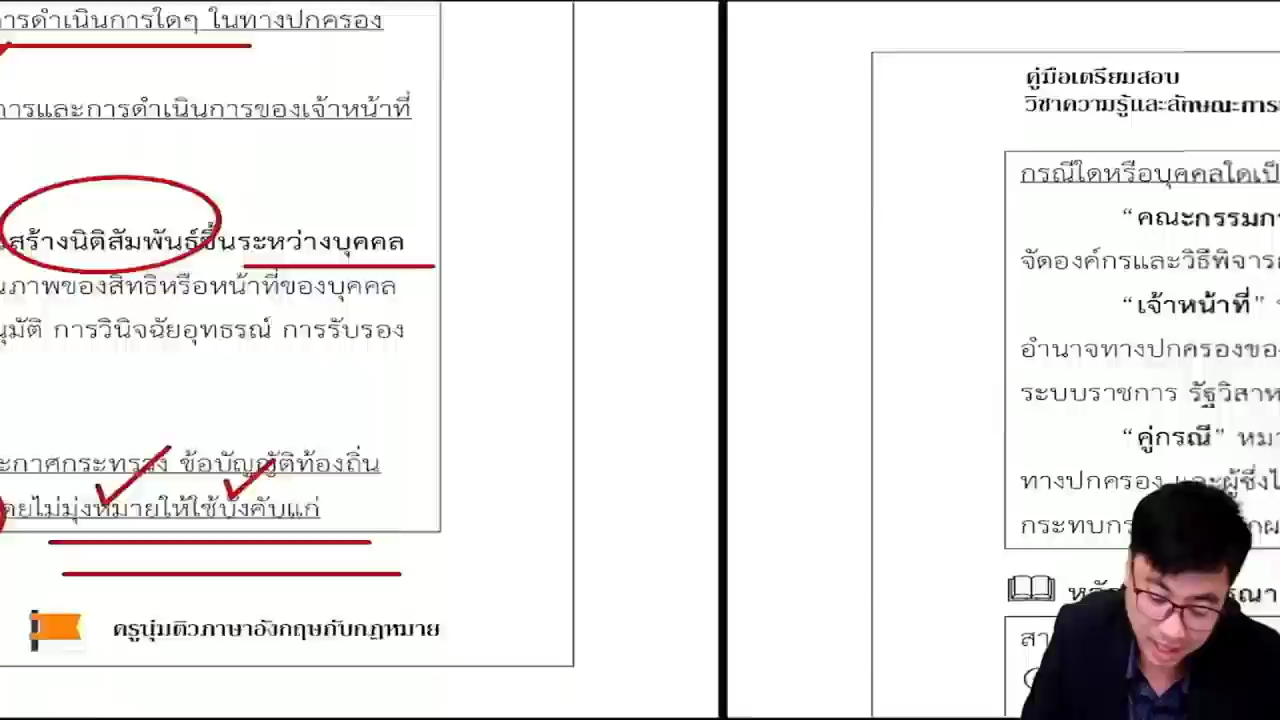 การดำเนินการใดๆ ในทางปกครอง
การและการดำเนินการของเจ้าหน้าที่
สร้างนิติสัมพันธ์ขึ้นระหว่างบุคคล
ภาพของสิทธิหรือหน้าที่ของบุคคล
นุมัติ การวินิจฉัยอุทธรณ์ การรับรอง
ะกาศกระทรวง ข้อบัญญัติท้องถิ่น
ดยไม่มุ่งหมายให้ใช้บังคับแก่
ครูนุ่มติวภาษาอังกฤษกับกฎหมาย
คู่มือเตรียมสอบ
วิชาความรู้และลักษณะการ
กรณีใดหรือบุคคลใดเป็
“คณะกรรมกา
จัดองค์กรและวิธีพิจาร
“เจ้าหน้าที่”
อำนาจทางปกครองขอ
ระบบราชการ รัฐวิสาห
“คู่กรณี” หมา
ทางปกครอง และผู้ซึ่งไ
กระทบ
สา